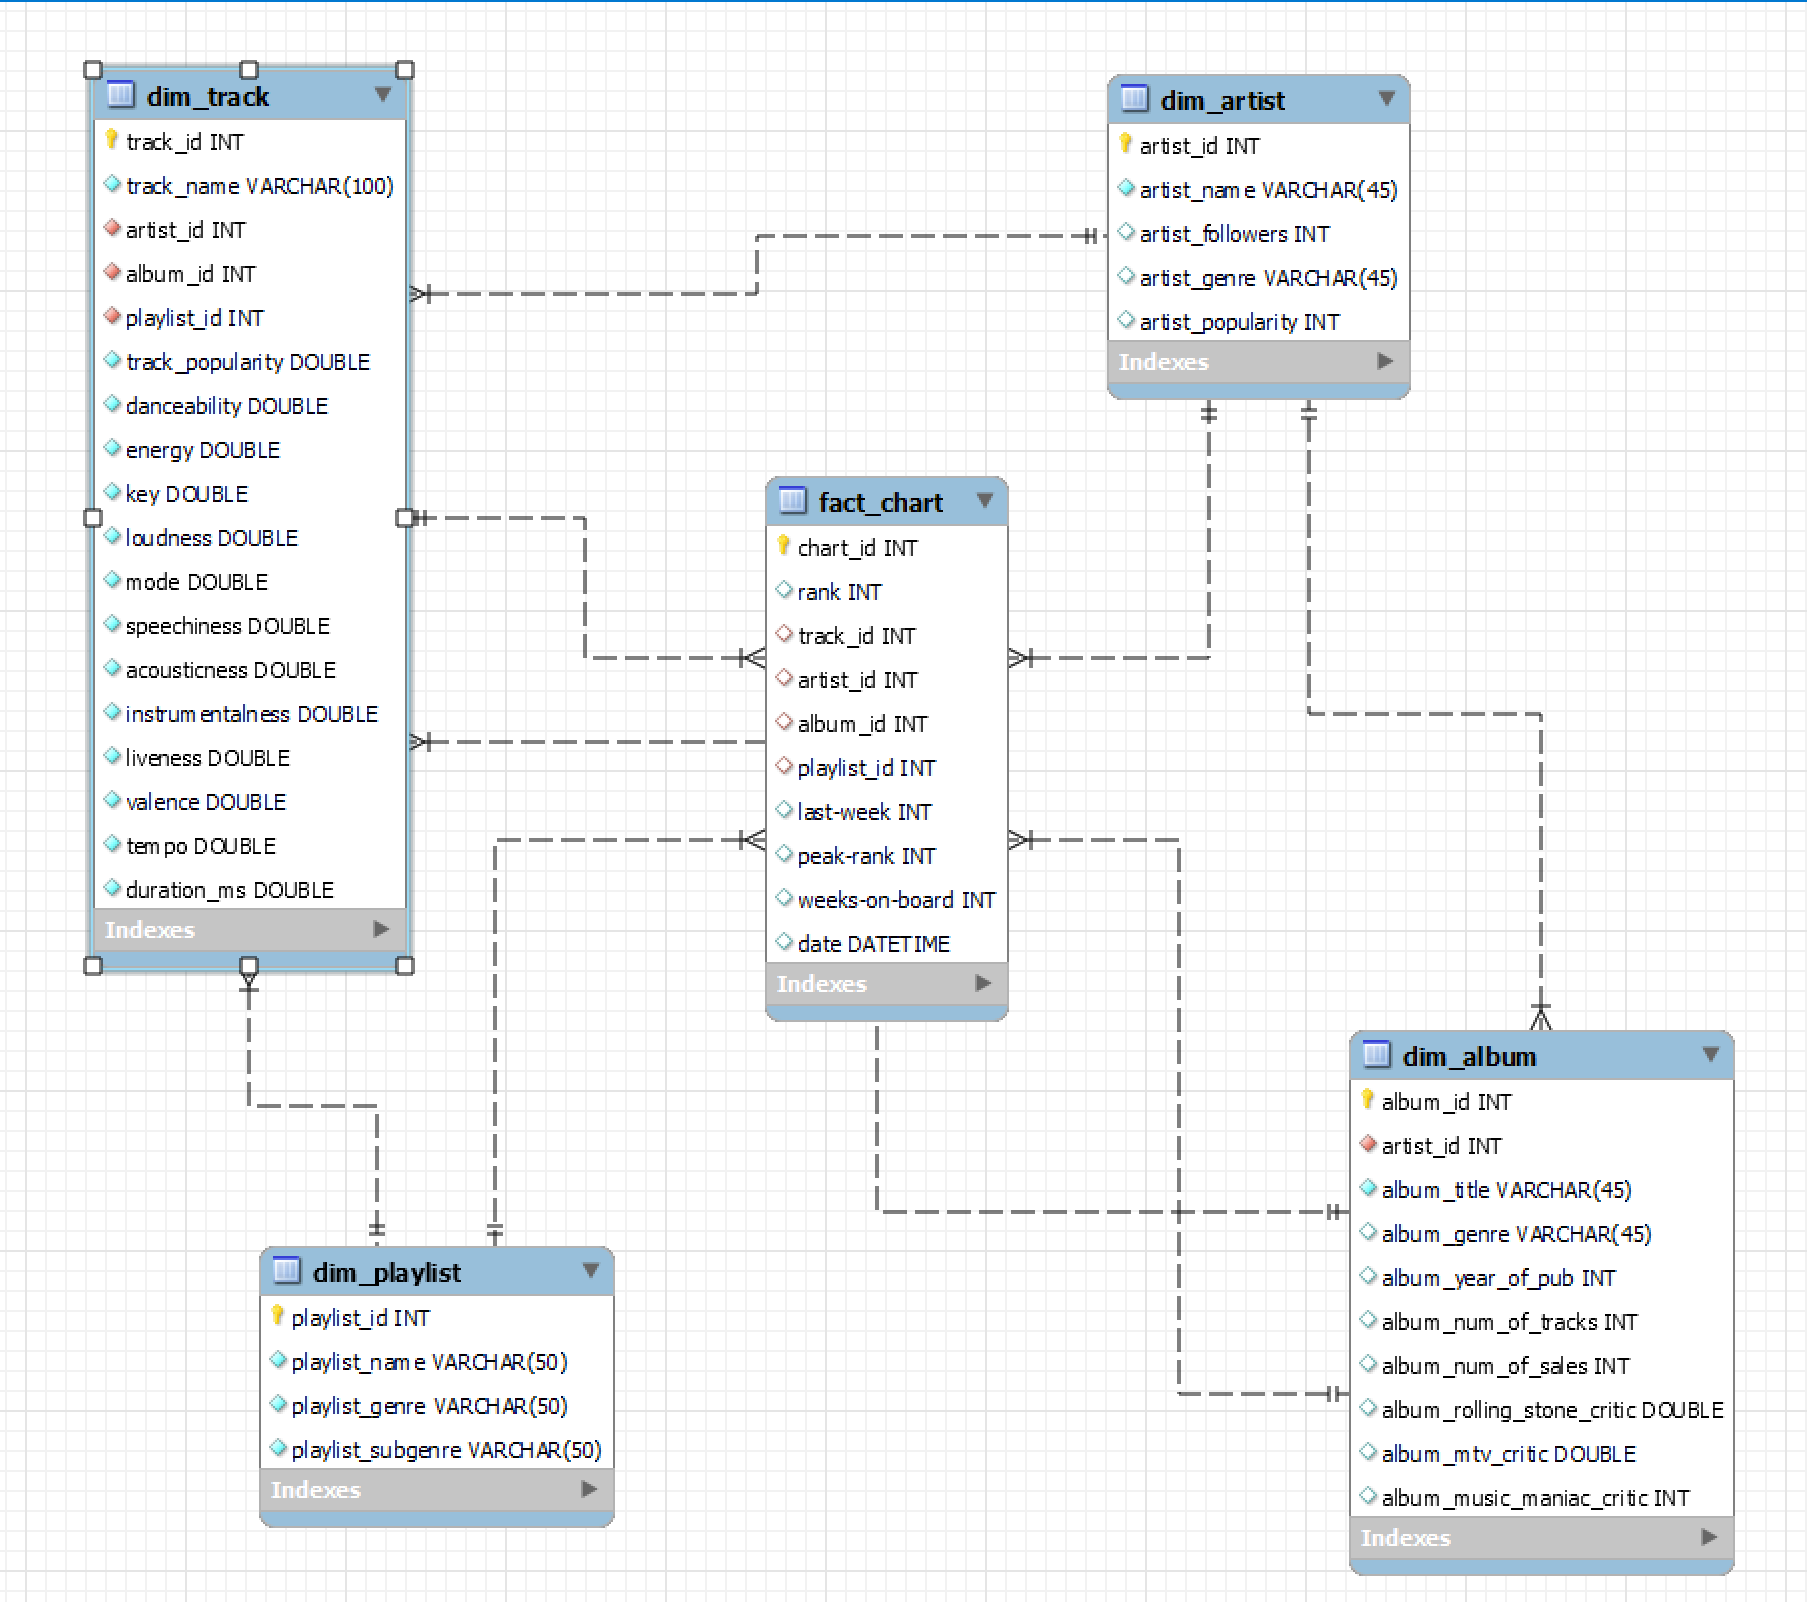 dim_track
track_id INT
track_name VARCHAR(100)
artist_id INT
album_id INT
playlist_id INT
track_popularity DOUBLE
danceability DOUBLE
energy DOUBLE
key DOUBLE
loudness DOUBLE
mode DOUBLE
speechiness DOUBLE
acousticness DOUBLE
instrumentalness DOUBLE
liveness DOUBLE
valence DOUBLE
tempo DOUBLE
duration_ms DOUBLE
Indexes
dim_artist
artist_id INT
artist_name VARCHAR(45)
artist_followers INT
artist_genre VARCHAR(45)
artist_popularity INT
Indexes
fact_chart
chart_id INT
rank INT
track_id INT
artist_id INT
album_id INT
playlist_id INT
last-week INT
peak-rank INT
weeks-on-board INT
date DATETIME
Indexes
dim_playlist
playlist_id INT
playlist_name VARCHAR(50)
playlist_genre VARCHAR(50)
playlist_subgenre VARCHAR(50)
Indexes
dim_album
album_id INT
artist_id INT
album_title VARCHAR(45)
album_genre VARCHAR(45)
album_year_of_pub INT
album_num_of_tracks INT
album_num_of_sales INT
album_rolling_stone_critic DOUBLE
album_mtv_critic DOUBLE
album_music_maniac_critic INT
Indexes